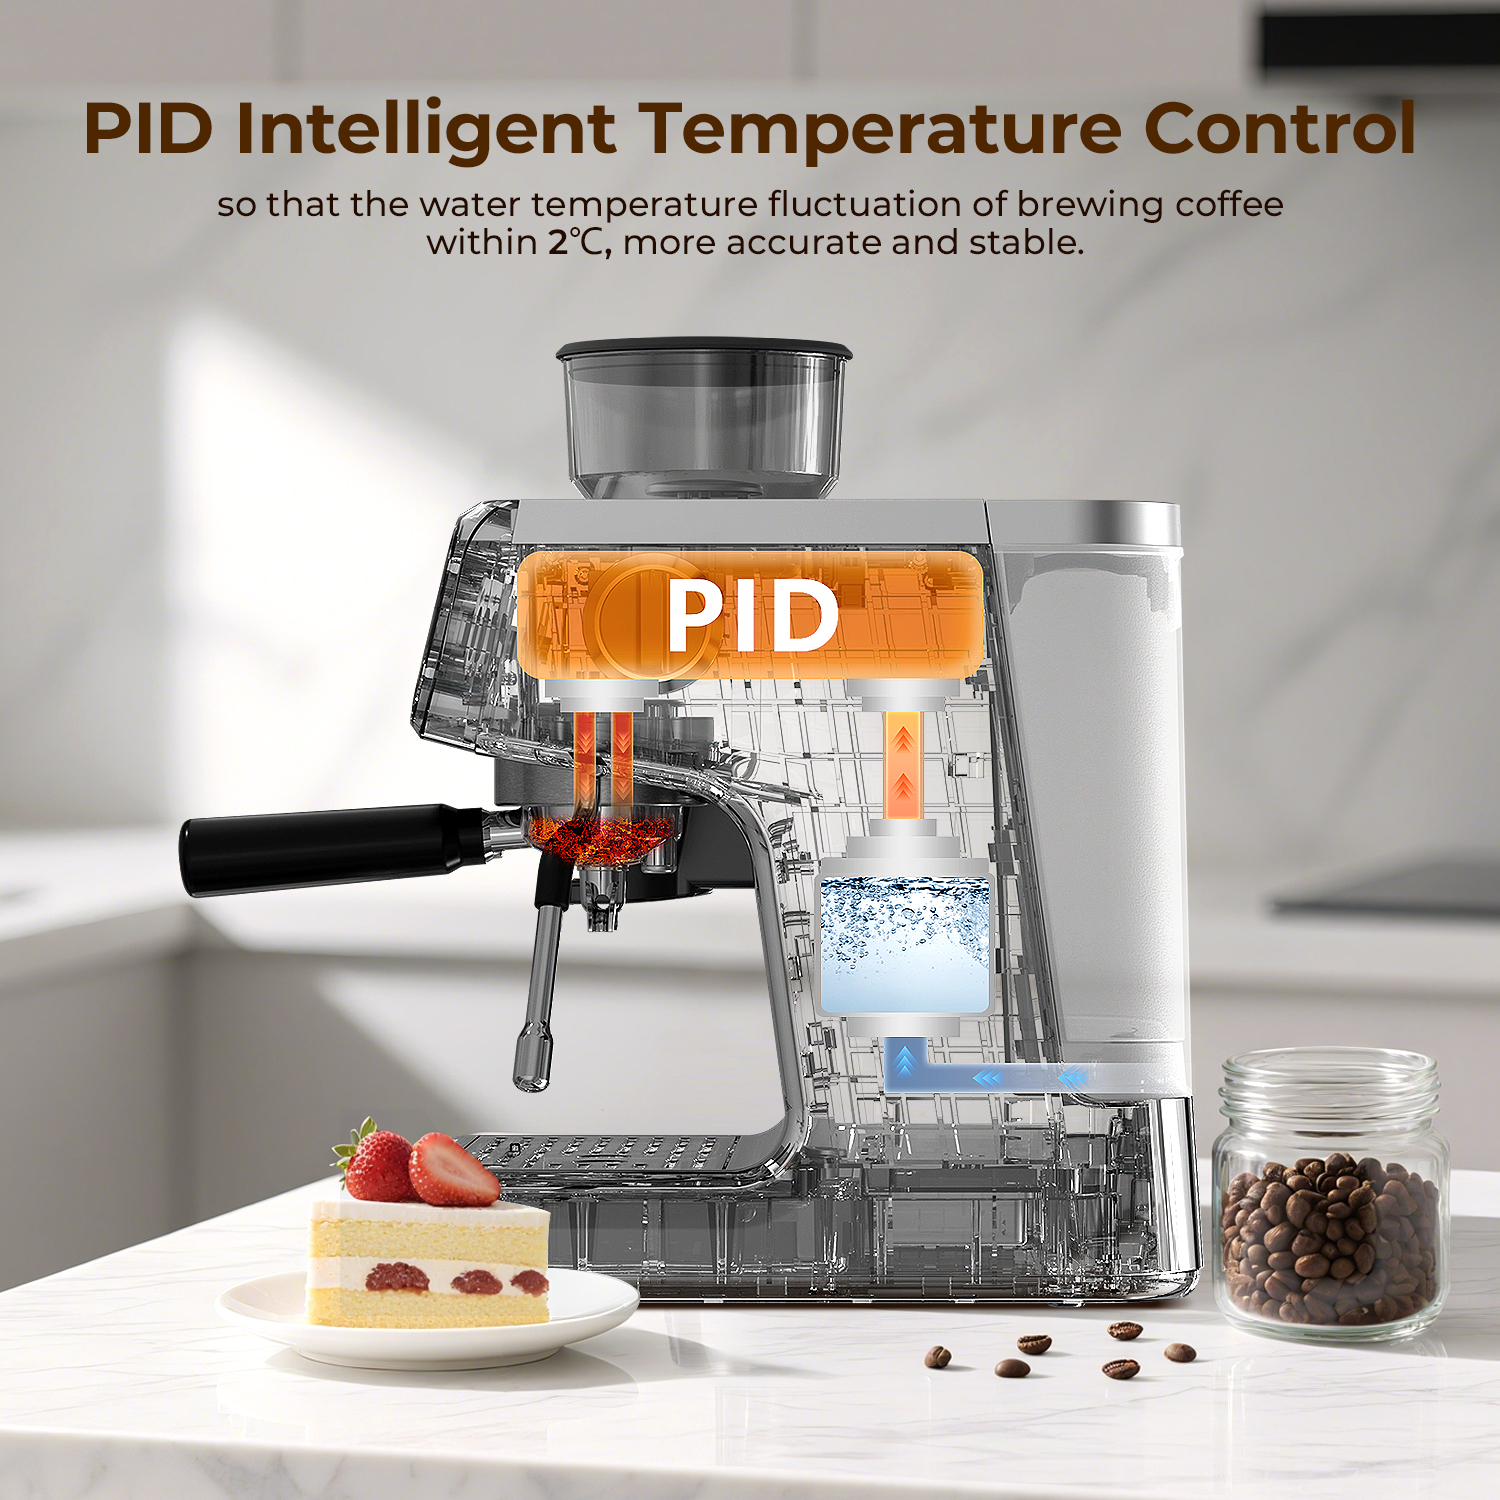 PID Intelligent Temperature Control
so that the water temperature fluctuation of brewing coffee
within 2℃, more accurate and stable.
PID